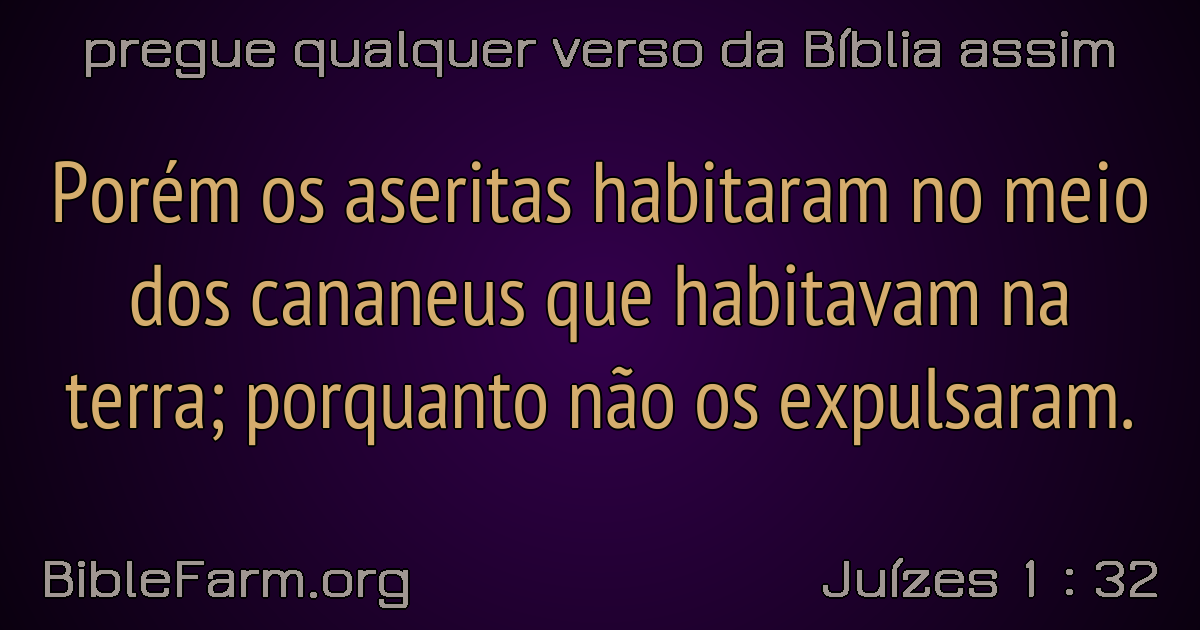 pregue qualquer verso da Bíblia assim
Porém os aseritas habitaram no meio
dos cananeus que habitavam na
terra; porquanto não os expulsaram.
BibleFarm.org
Juízes 1 : 32